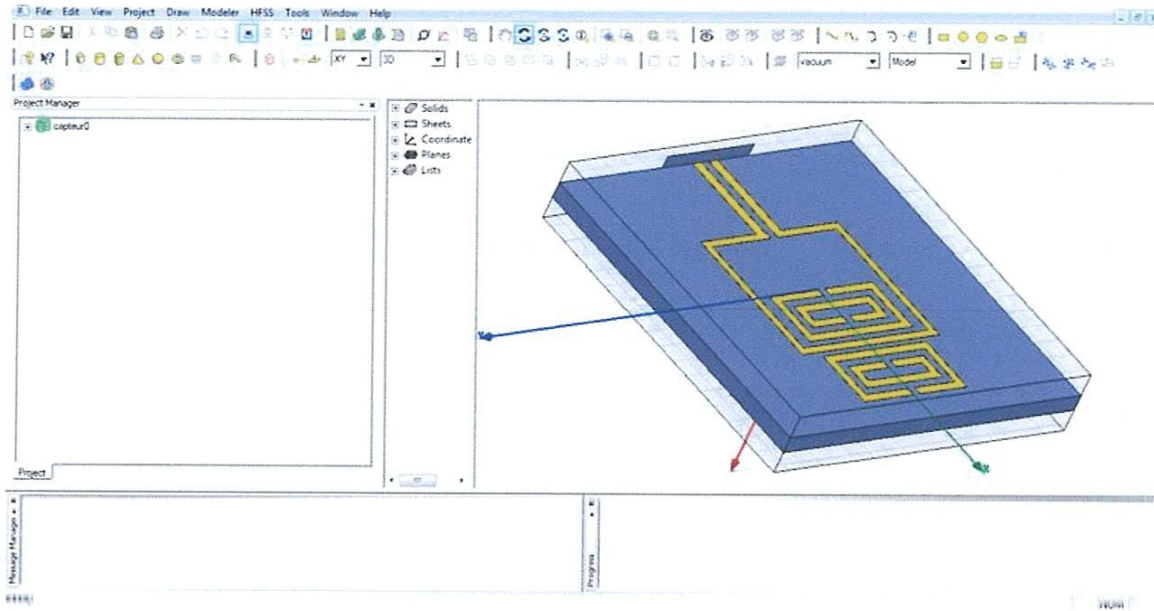 File Edit View Project Draw Modeler HFSS Tools Window Help
XY 3D vacuum Model
Project Manager
capteur0
Solids
Sheets
Coordinate
Planes
Lists
Project
Message Manager
Progress
NUM